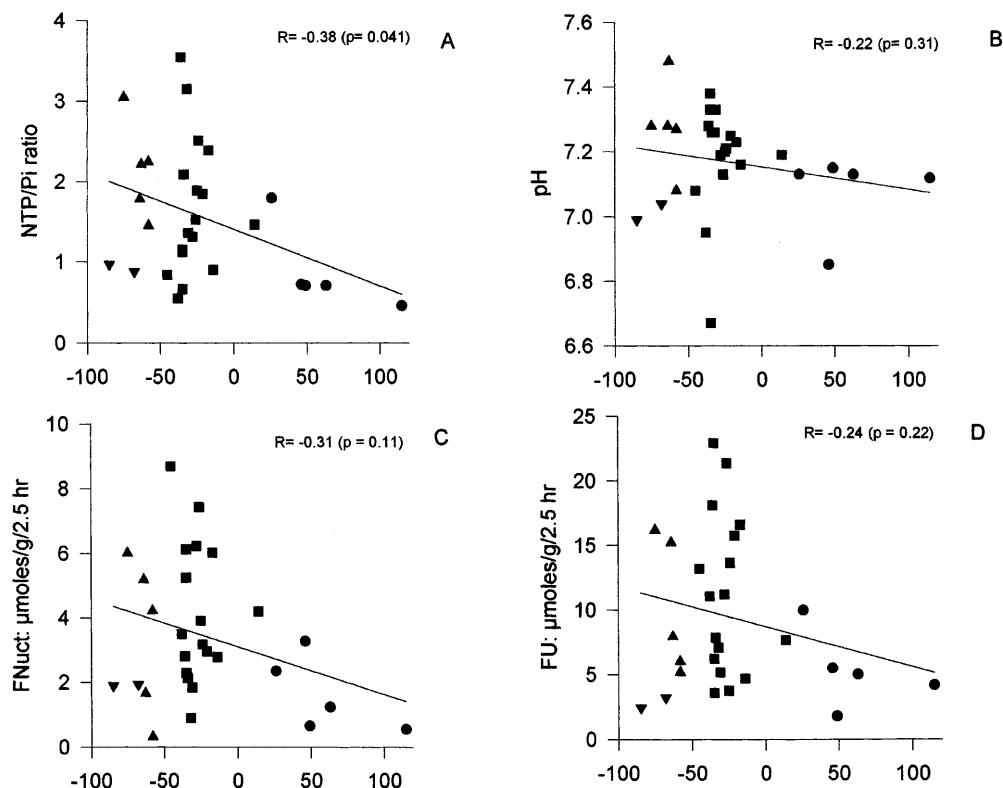 R= -0.38 (p= 0.041)
A
NTP/Pi ratio
4
3
2
1
0
-100 -50 0 50 100
R= -0.22 (p= 0.31)
B
pH
7.6
7.4
7.2
7.0
6.8
6.6
-100 -50 0 50 100
R= -0.31 (p = 0.11)
C
FNuct: µmoles/g/2.5 hr
10
8
6
4
2
0
-100 -50 0 50 100
R= -0.24 (p = 0.22)
D
FU: µmoles/g/2.5 hr
25
20
15
10
5
0
-100 -50 0 50 100